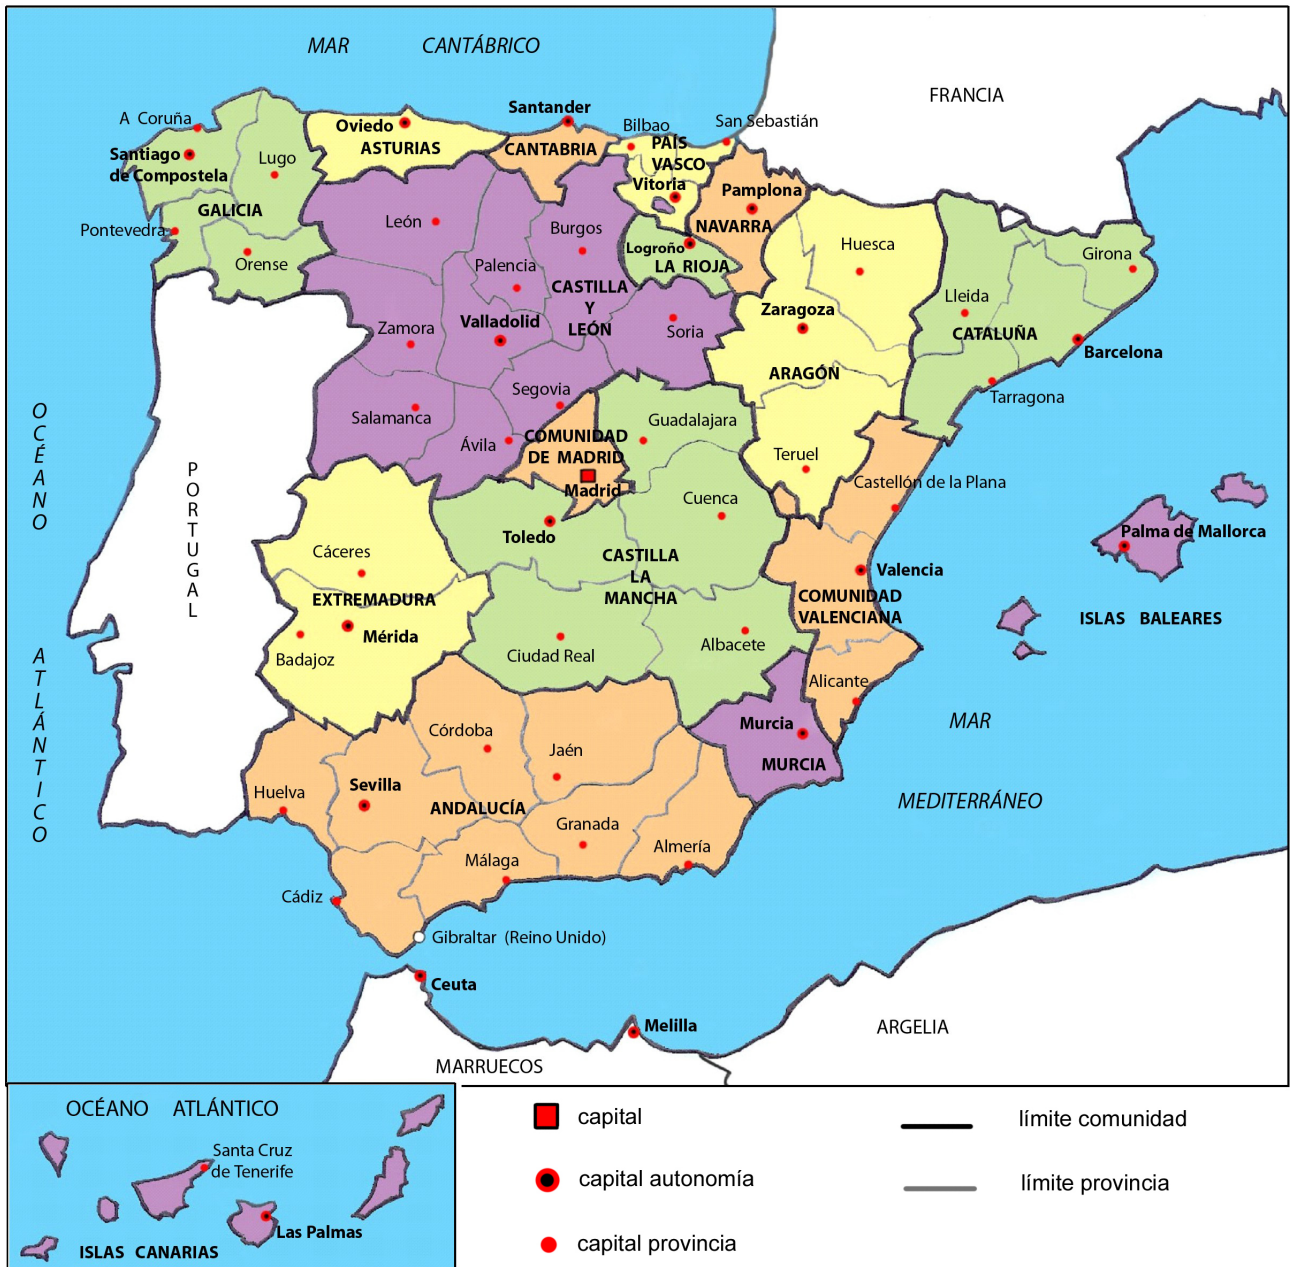 MAR CANTÁBRICO
FRANCIA
A Coruña
Oviedo
ASTURIAS
Santander
CANTABRIA
Bilbao
San Sebastián
PAÍS
VASCO
Vitoria
Santiago
de Compostela
Lugo
GALICIA
Pontevedra
Orense
León
Palencia
Burgos
CASTILLA
Y
LEÓN
Zamora
Valladolid
Soria
Salamanca
Segovia
Ávila
Pamplona
NAVARRA
Logroño
LA RIOJA
Huesca
Zaragoza
ARAGÓN
Teruel
Lleida
Girona
CATALUÑA
Barcelona
Tarragona
COMUNIDAD
DE MADRID
Madrid
Guadalajara
Cuenca
Toledo
CASTILLA
LA
MANCHA
Ciudad Real
Albacete
Castellón de la Plana
Valencia
COMUNIDAD
VALENCIANA
Alicante
Palma de Mallorca
ISLAS BALEARES
OCÉANO
ATLÁNTICO
PORTUGAL
Cáceres
EXTREMADURA
Mérida
Badajoz
Murcia
MURCIA
MAR
MEDITERRÁNEO
Córdoba
Jaén
Huelva
Sevilla
ANDALUCÍA
Granada
Almería
Málaga
Cádiz
Gibraltar (Reino Unido)
Ceuta
Melilla
MARRUECOS
ARGELIA
OCÉANO ATLÁNTICO
Santa Cruz
de Tenerife
Las Palmas
ISLAS CANARIAS
capital
capital autonomía
capital provincia
límite comunidad
límite provincia